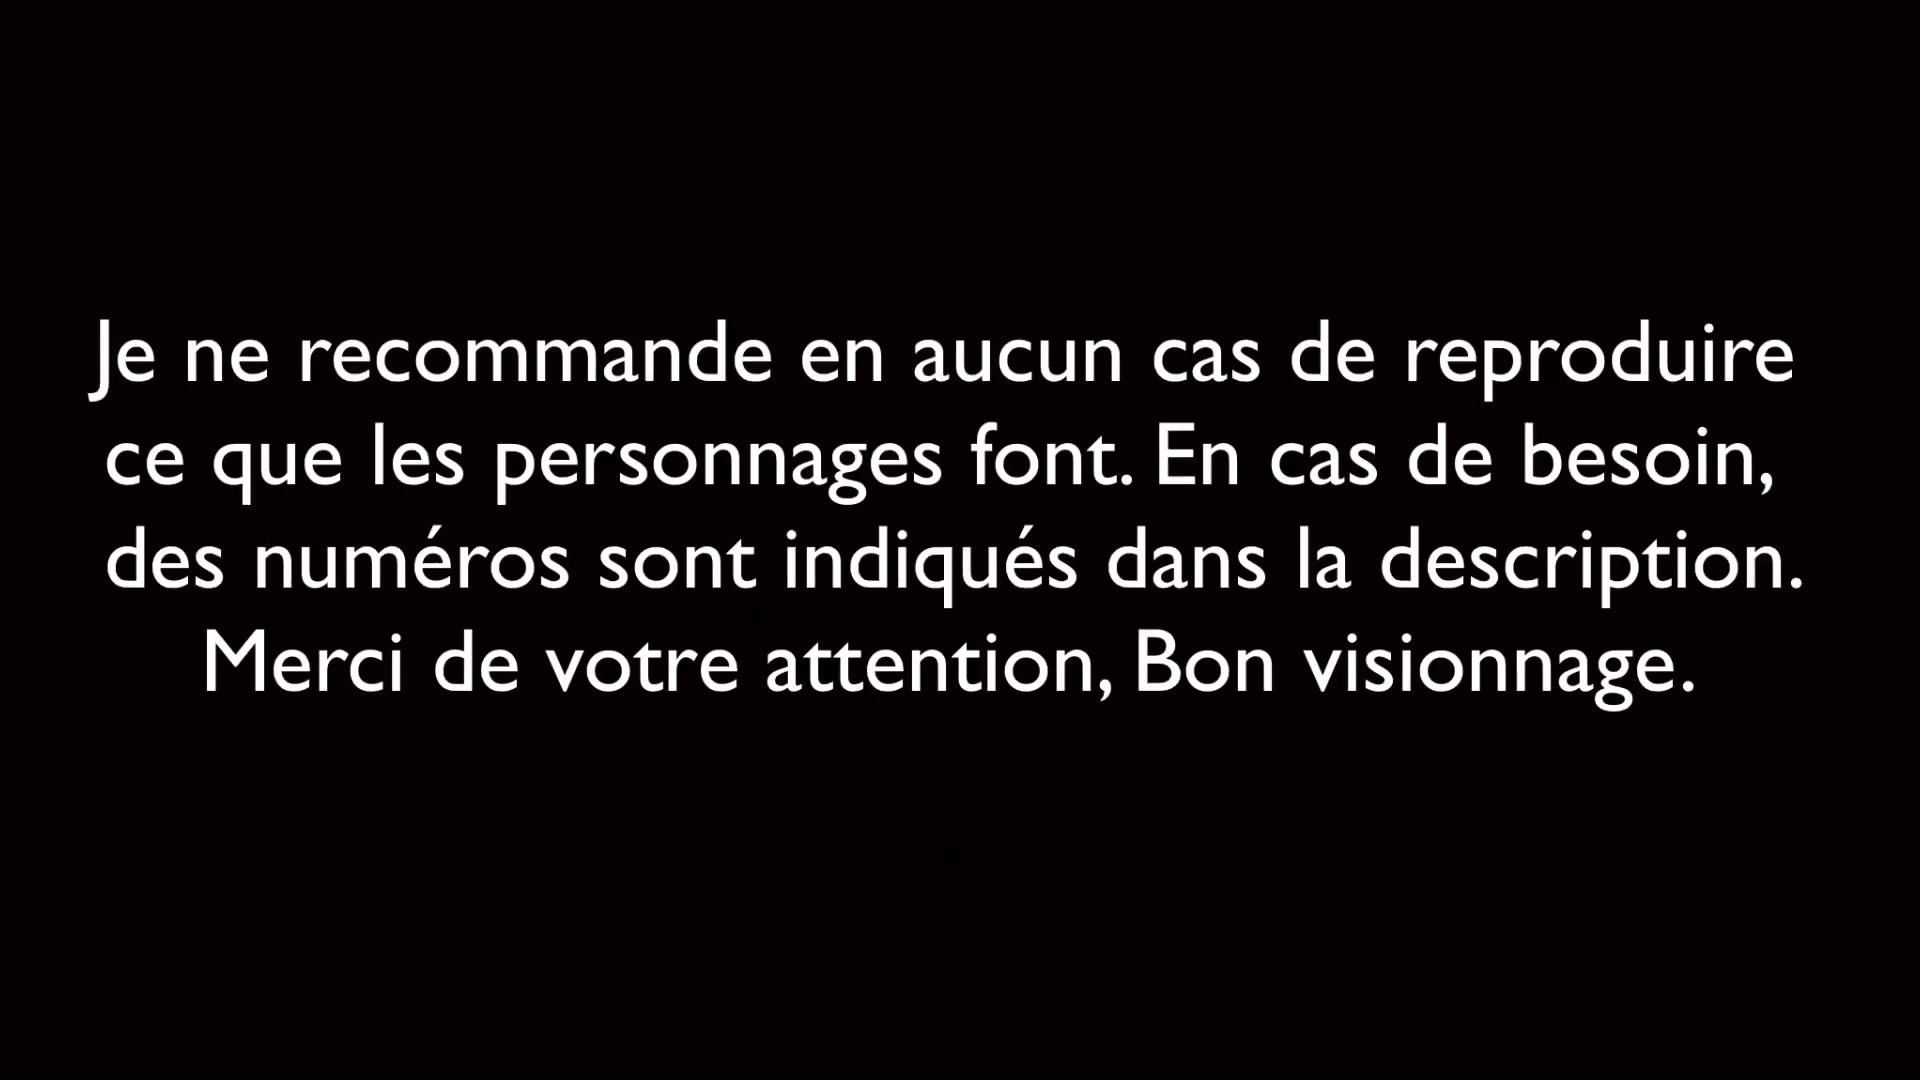 Je ne recommande en aucun cas de reproduire
ce que les personnages font. En cas de besoin,
des numéros sont indiqués dans la description.
Merci de votre attention, Bon visionnage.